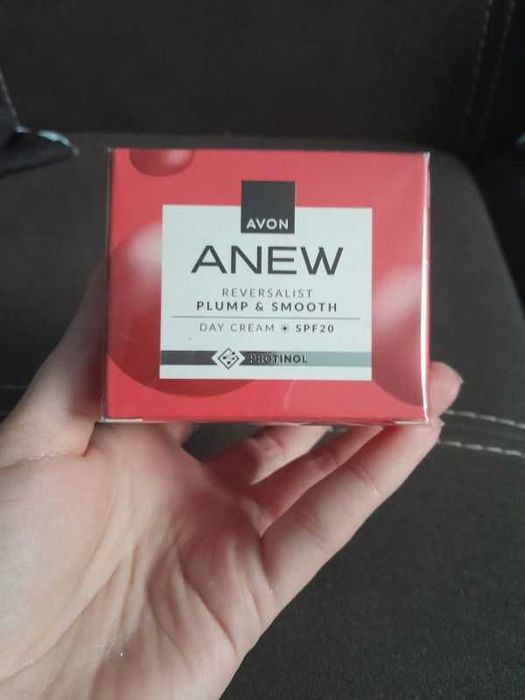 AVON
ANEW
REVERSALIST
PLUMP & SMOOTH
DAY CREAM ☀ SPF20
PROTINOL